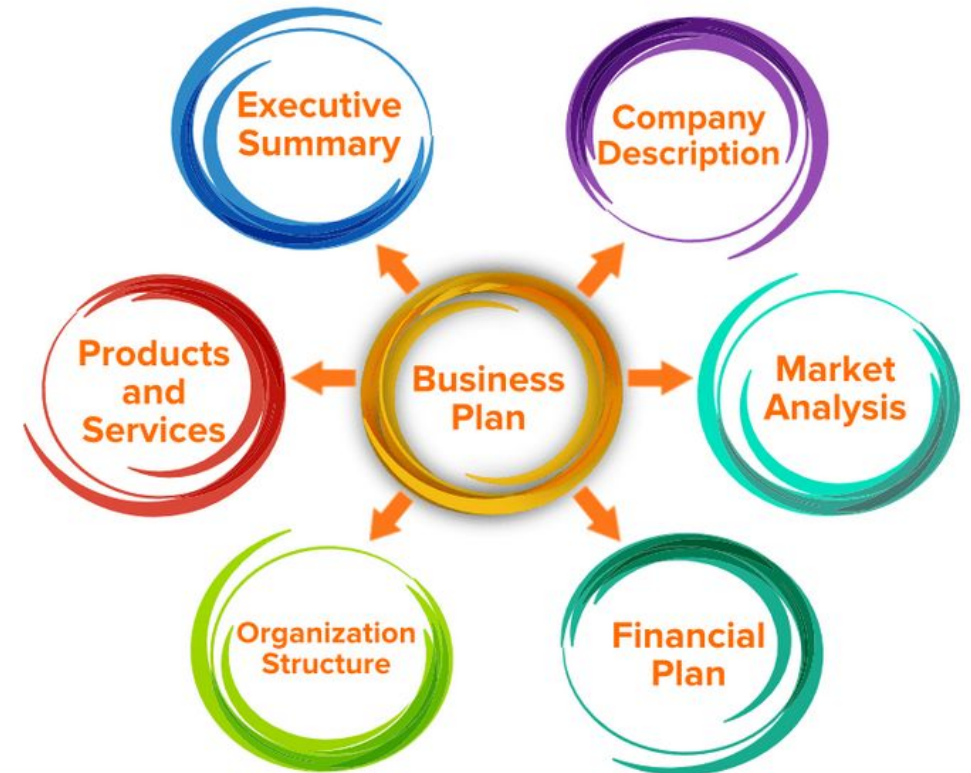 Executive
Summary
Company
Description
Products
and
Services
Business
Plan
Market
Analysis
Organization
Structure
Financial
Plan